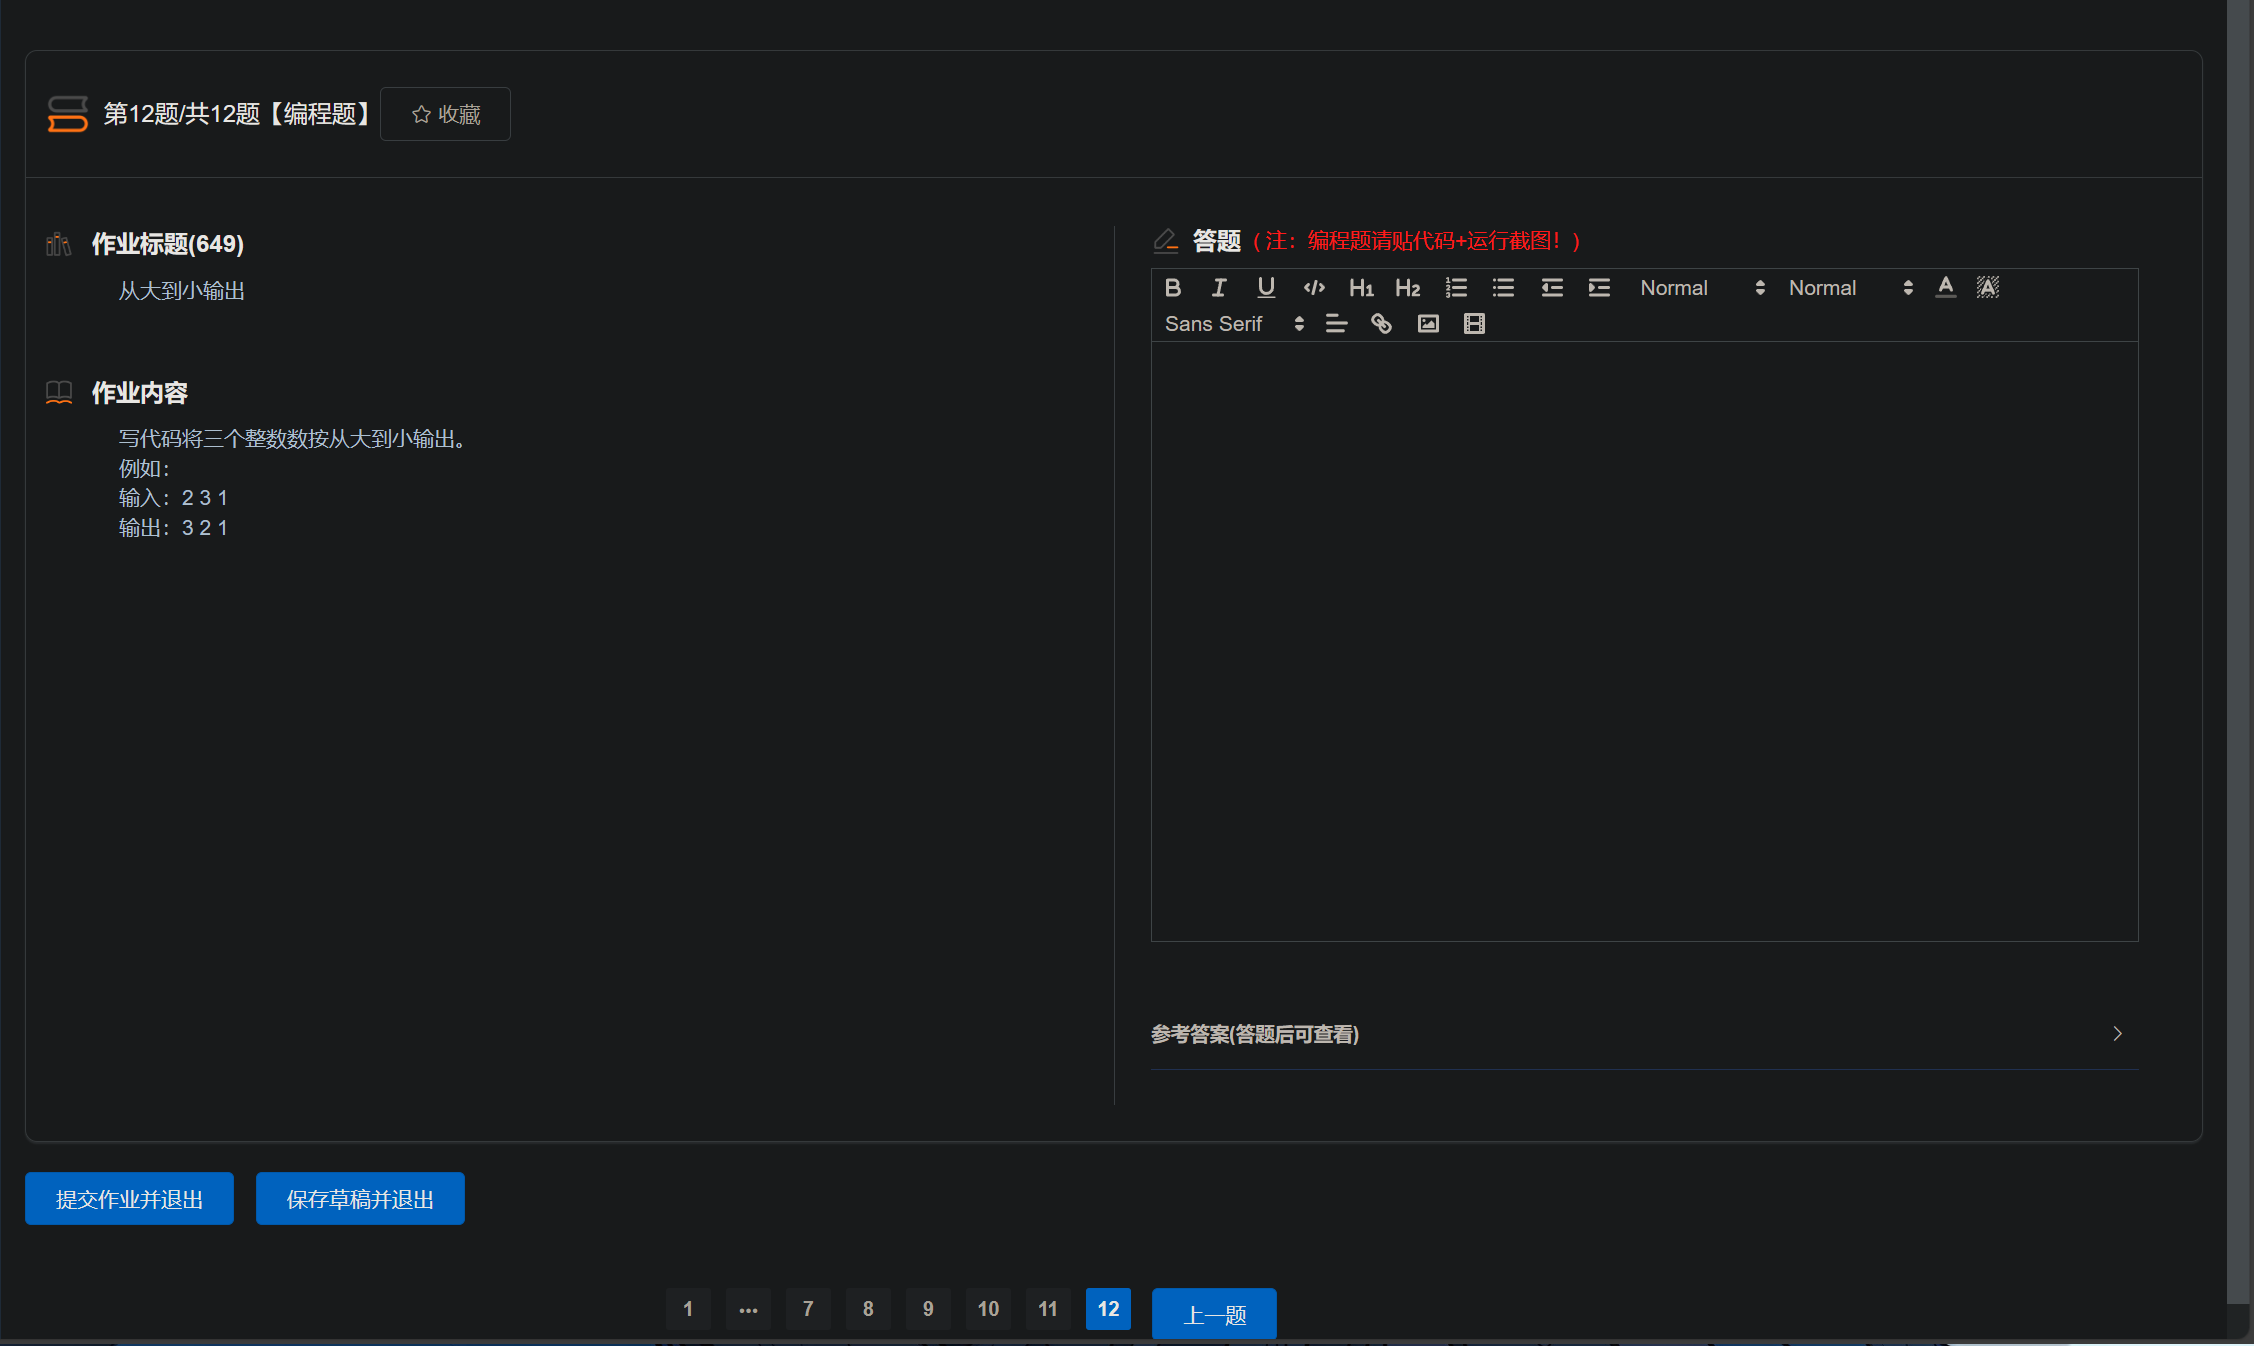 第12题/共12题【编程题】
收藏
作业标题(649)
从大到小输出
作业内容
写代码将三个整数数按从大到小输出。
例如：
输入：2 3 1
输出：3 2 1
答题（注：编程题请贴代码+运行截图！）
B I U </> H1 H2 Normal Normal A A
Sans Serif
参考答案(答题后可查看)
提交作业并退出 保存草稿并退出
1 ••• 7 8 9 10 11 12 上一题